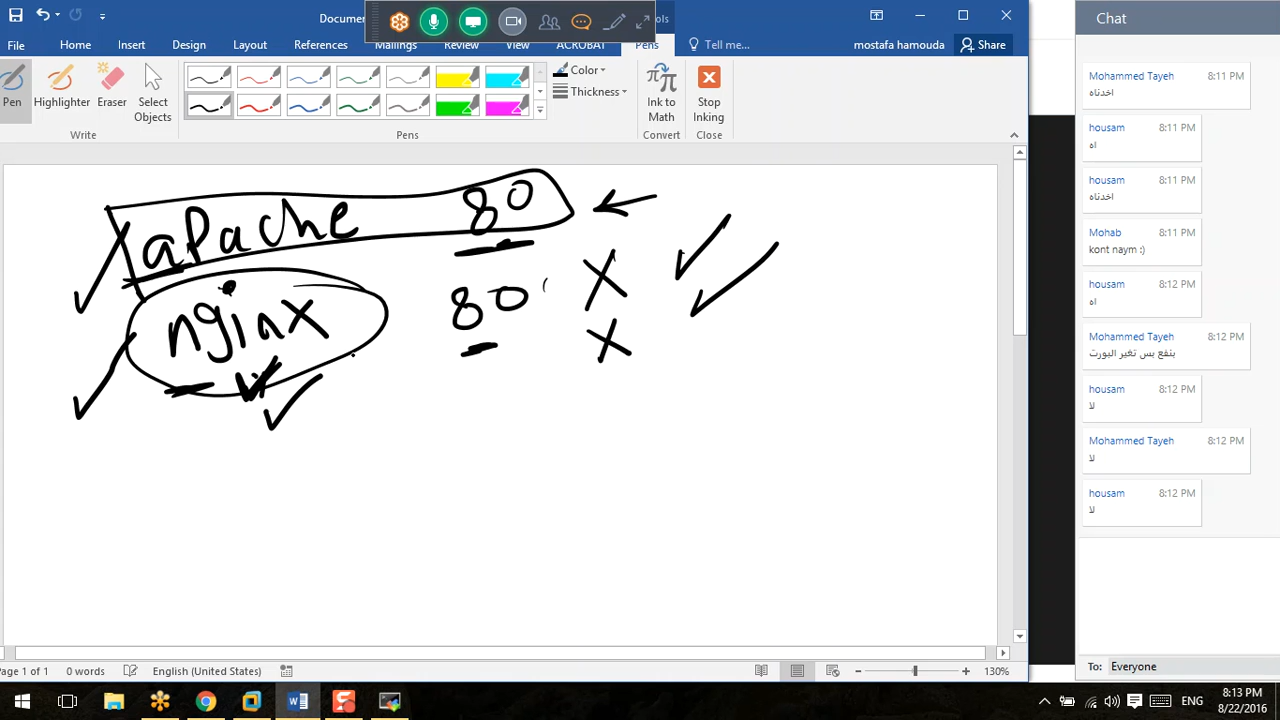 Documen
ols
File
Home
Insert
Design
Layout
References
Mailings
Review
View
ACROBAT
Pens
Tell me...
mostafa hamouda
Share
Pen
Highlighter
Eraser
Select
Objects
Color
Thickness
Ink to
Math
Stop
Inking
Write
Pens
Convert
Close
apache 80
nginx 80
Page 1 of 1
0 words
English (United States)
130%
Chat
Mohammed Tayeh 8:11 PM
اخدناه
housam 8:11 PM
اه
housam 8:11 PM
اخدناه
Mohab 8:11 PM
kont naym :)
housam 8:11 PM
اه
Mohammed Tayeh 8:12 PM
بنفع بس تغير البورت
housam 8:12 PM
لا
Mohammed Tayeh 8:12 PM
لا
housam 8:12 PM
لا
To: Everyone
ENG
8:13 PM
8/22/2016